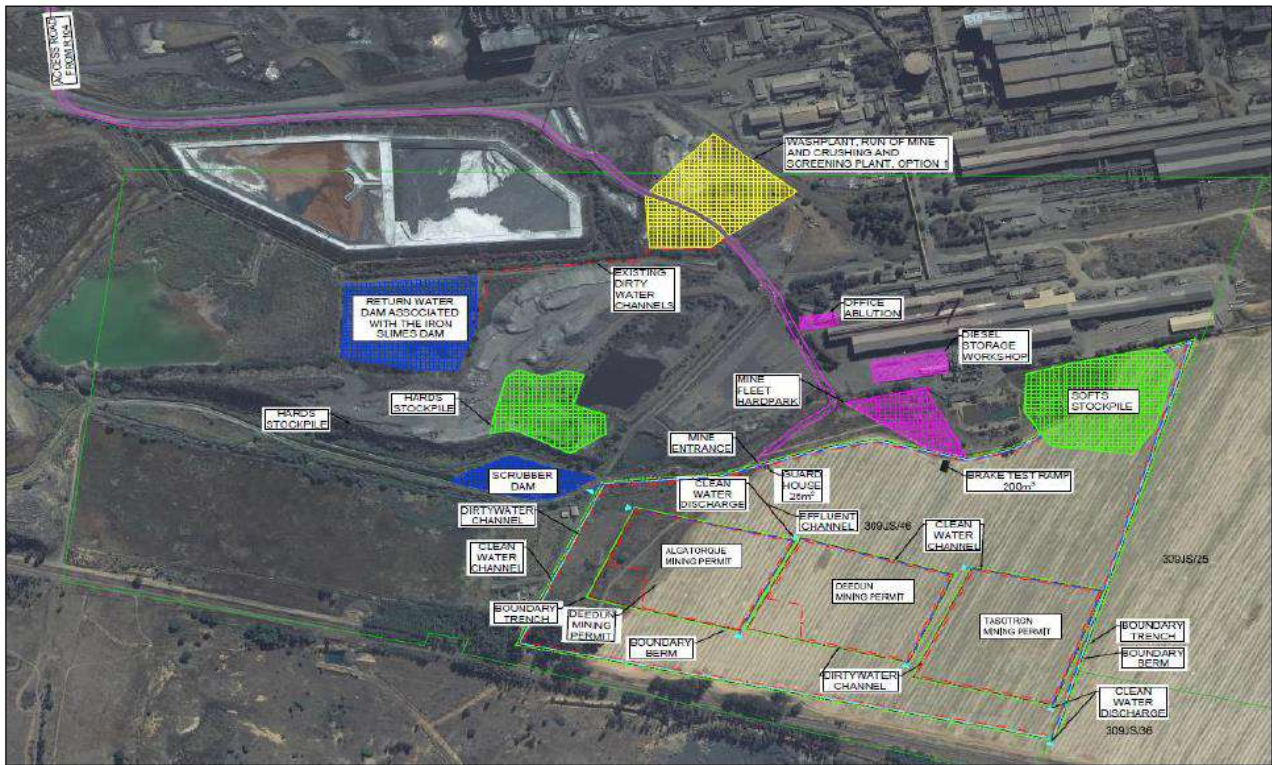 ACCESS ROAD
FROM R104
WASHPLANT, RUN OF MINE
AND CRUSHING AND
SCREENING PLANT. OPTION 1
EXISTING
DIRTY
WATER
CHANNELS
RETURN WATER
DAM ASSOCIATED
WITH THE IRON
SLIMES DAM
OFFICE
ABLUTION
DIESEL
STORAGE
WORKSHOP
MINE
FLEET
HARDPARK
HARDS
STOCKPILE
HARDS
STOCKPILE
SOFTS
STOCKPILE
MINE
ENTRANCE
SCRUBBER
DAM
GUARD
HOUSE
25m²
BRAKE TEST RAMP
200m²
CLEAN
WATER
DISCHARGE
DIRTYWATER
CHANNEL
EFFLUENT
CHANNEL
309JS/46
CLEAN
WATER
CHANNEL
CLEAN
WATER
CHANNEL
ALGATORQUE
MINING PERMIT
309JS/25
DEEDUN
MINING PERMIT
BOUNDARY
TRENCH
DEEDUN
MINING
PERMIT
TASOTRON
MINING PERMIT
BOUNDARY
TRENCH
BOUNDARY
BERM
BOUNDARY
BERM
DIRTYWATER
CHANNEL
CLEAN
WATER
DISCHARGE
309JS/36